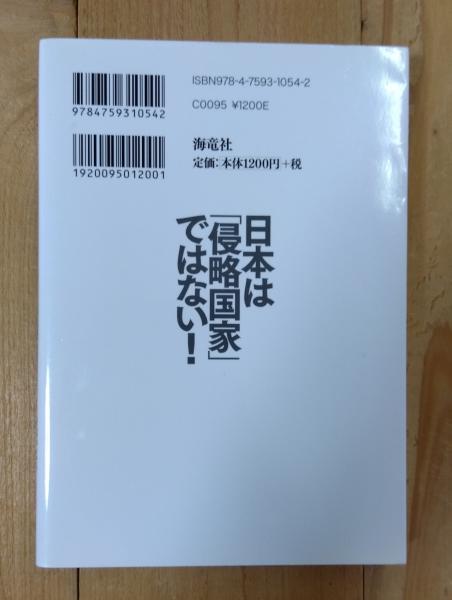 ISBN978-4-7593-1054-2
9784759310542
C0095 ¥1200E
海竜社
定価：本体1200円+税
1920095012001
日本は
「侵略国家」
ではない！